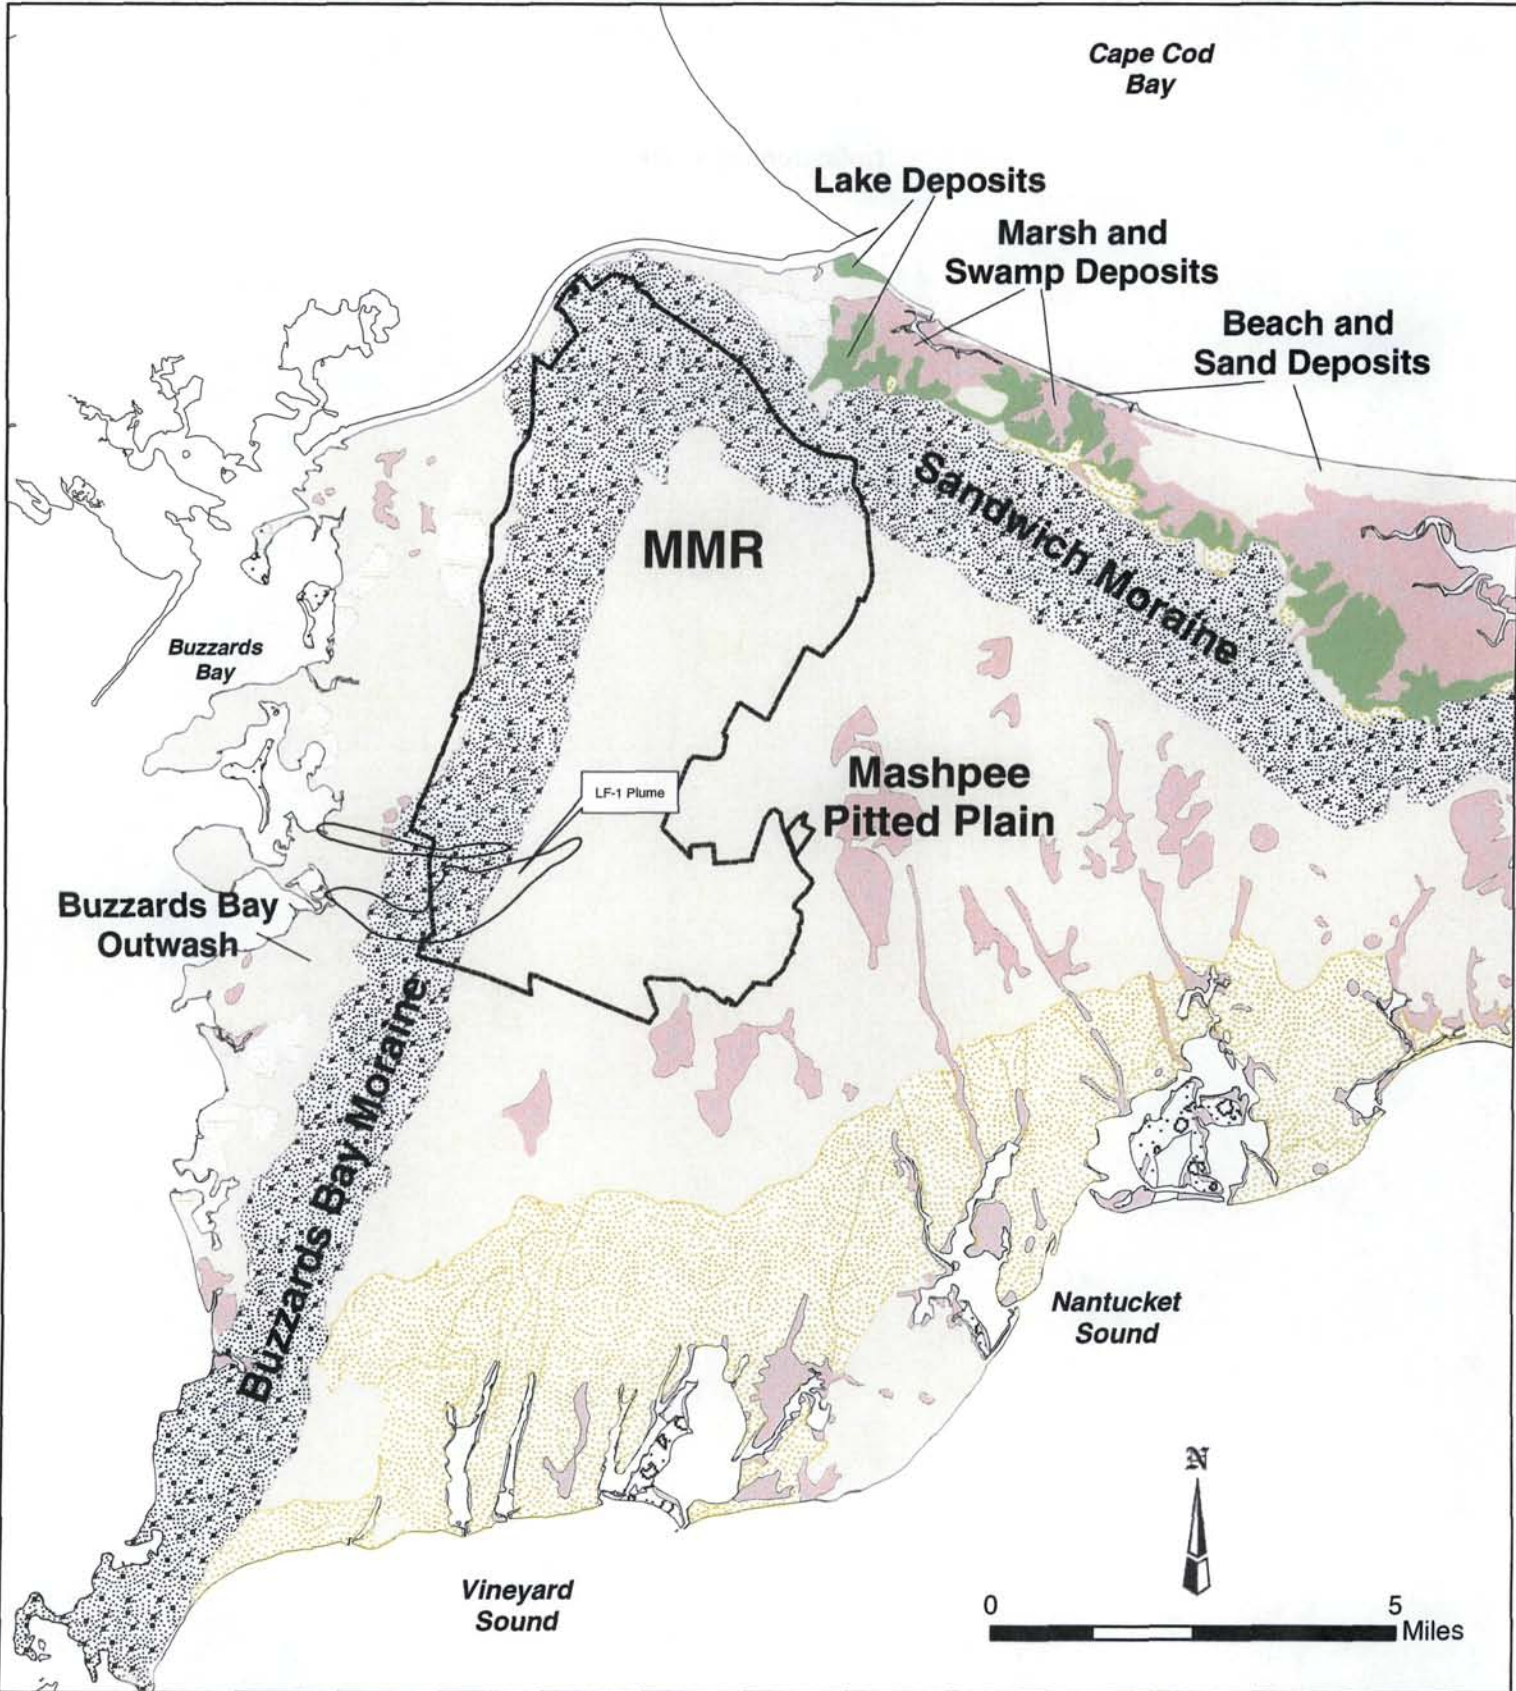 Cape Cod
Bay
Lake Deposits
Marsh and
Swamp Deposits
Beach and
Sand Deposits
Sandwich Moraine
MMR
Buzzards
Bay
Mashpee
Pitted Plain
LF-1 Plume
Buzzards Bay
Outwash
Buzzards Bay Moraine
Nantucket
Sound
N
Vineyard
Sound
0 5
Miles